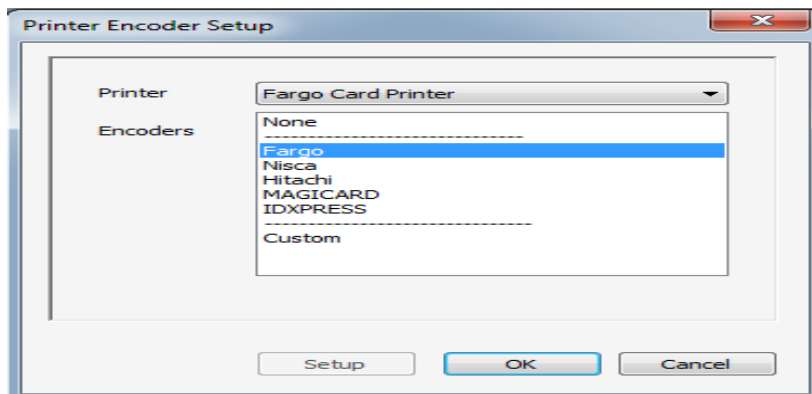 Printer Encoder Setup
Printer Fargo Card Printer
Encoders
None
--------------------------------
Fargo
Nisca
Hitachi
MAGICARD
IDXPRESS
---------------------------------
Custom
Setup OK Cancel